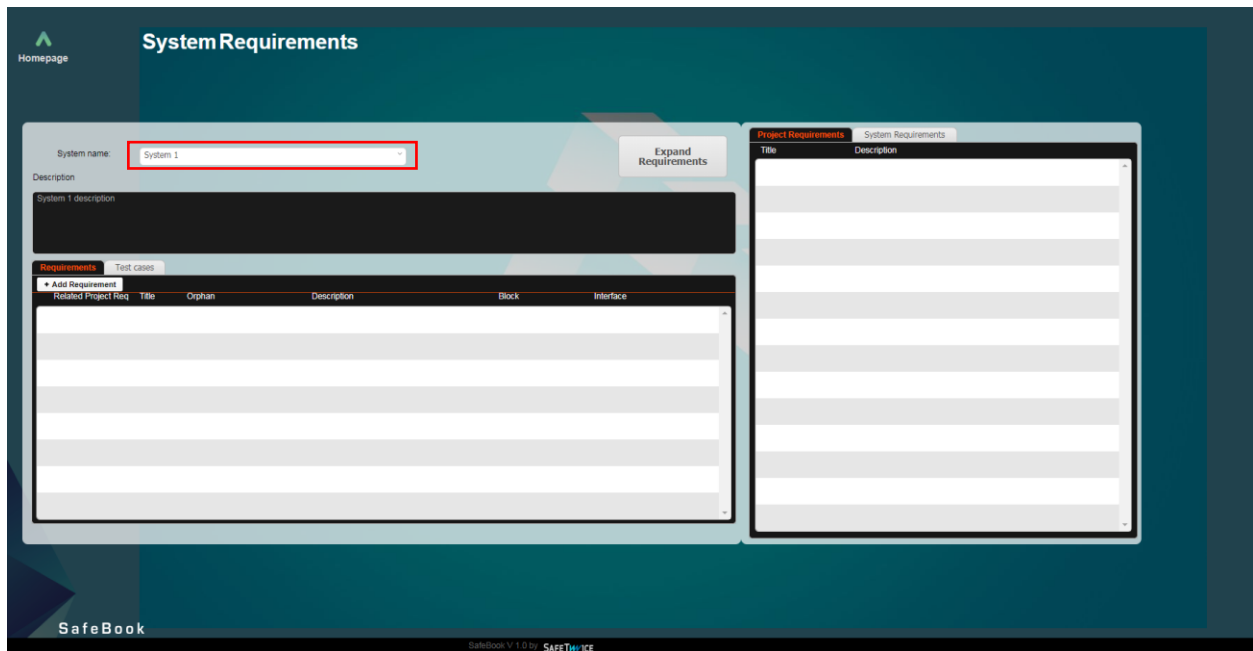 System Requirements
Homepage
System name:
System 1
Expand
Requirements
Description
System 1 description
Requirements Test cases
+ Add Requirement
Related Project Req Title Orphan Description Block Interface
Project Requirements System Requirements
Title Description
SafeBook
SafeBook V 1.0 by SAFETWICE